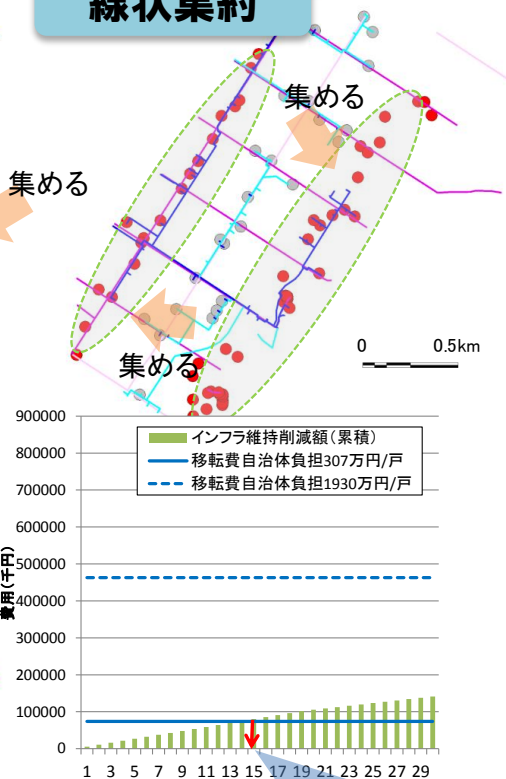 線状集約
集める
集める
集める
0 0.5km
900000
800000
700000
600000
500000
400000
300000
200000
100000
0
費用(千円)
インフラ維持削減額(累積)
移転費自治体負担307万円/戸
移転費自治体負担1930万円/戸
1 3 5 7 9 11 13 15 17 19 21 23 25 27 29